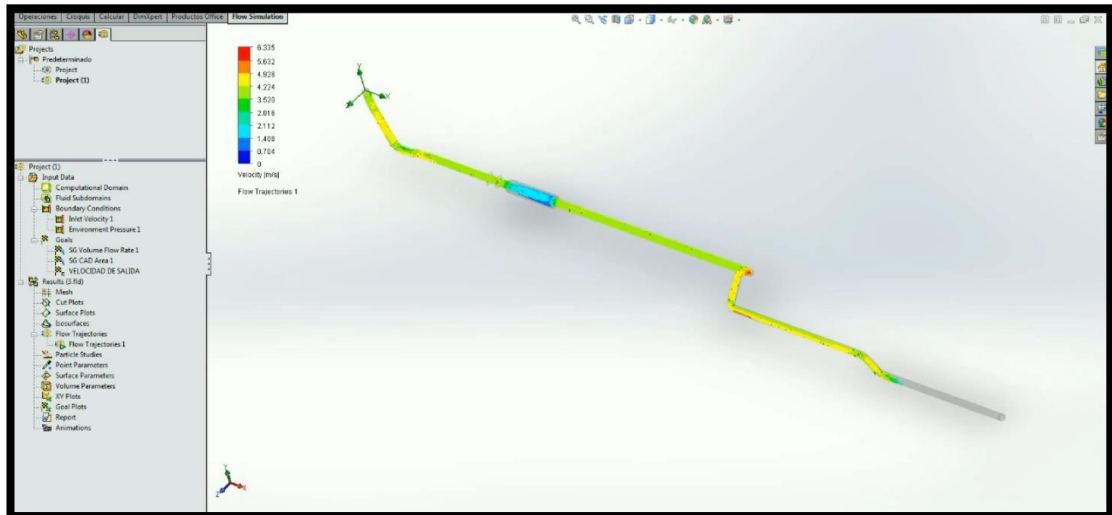 Operaciones Croquis Calcular DimXpert Productos Office Flow Simulation
Projects
Predeterminado
Project
Project (1)
Project (1)
Input Data
Computational Domain
Fluid Subdomains
Boundary Conditions
Inlet Velocity 1
Environment Pressure 1
Goals
SG Volume Flow Rate 1
SG CAD Area 1
VELOCIDAD DE SALIDA
Results (3.fld)
Mesh
Cut Plots
Surface Plots
Isosurfaces
Flow Trajectories
Flow Trajectories 1
Particle Studies
Point Parameters
Surface Parameters
Volume Parameters
XY Plots
Goal Plots
Report
Animations
6.335
5.632
4.928
4.224
3.520
2.816
2.112
1.408
0.704
0
Velocity [m/s]
Flow Trajectories 1
Y
X
Z
Y
X
Z